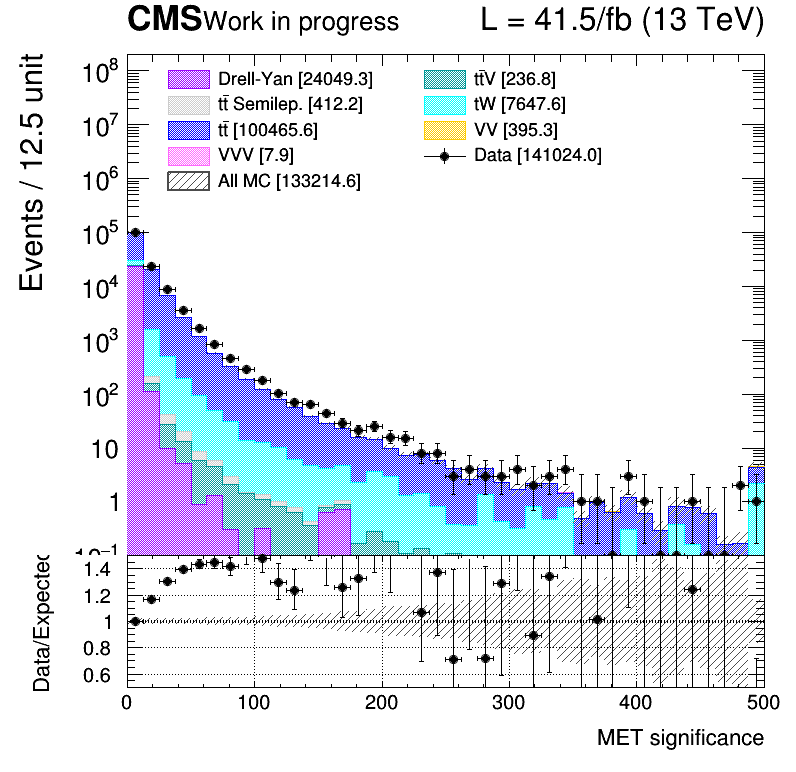 CMS Work in progress L = 41.5/fb (13 TeV)
Events / 12.5 unit
Drell-Yan [24049.3]
tt̄ Semilep. [412.2]
tt̄ [100465.6]
VVV [7.9]
All MC [133214.6]
tt̄V [236.8]
tW [7647.6]
VV [395.3]
Data [141024.0]
10⁸
10⁷
10⁶
10⁵
10⁴
10³
10²
10
1
10⁻¹
Data/Expected
1.4
1.2
1
0.8
0.6
0 100 200 300 400 500
MET significance